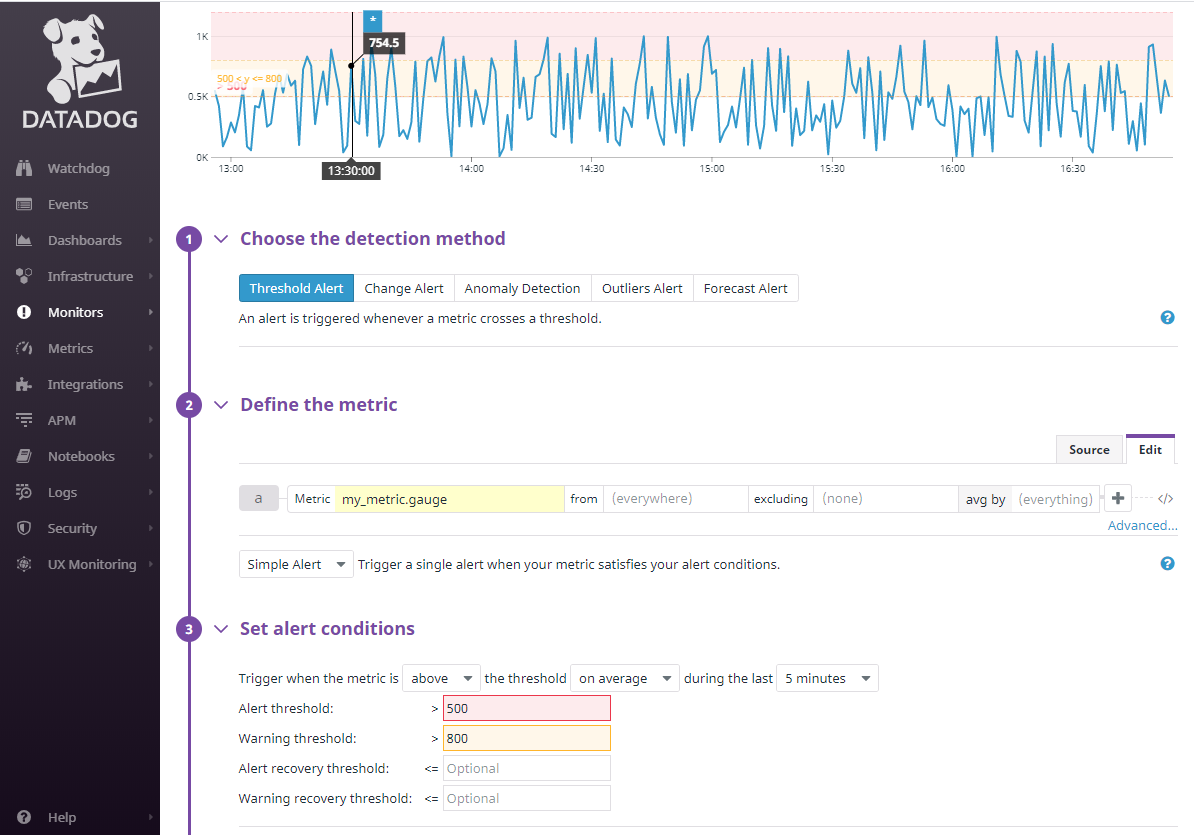 DATADOG
Watchdog
Events
Dashboards
Infrastructure
Monitors
Metrics
Integrations
APM
Notebooks
Logs
Security
UX Monitoring
Help
*
754.5
1K
500 < y <= 800
> 500
0.5K
0K
13:00 13:30:00 14:00 14:30 15:00 15:30 16:00 16:30
1 Choose the detection method
Threshold Alert Change Alert Anomaly Detection Outliers Alert Forecast Alert
An alert is triggered whenever a metric crosses a threshold. ?
2 Define the metric
Source Edit
a Metric my_metric.gauge from (everywhere) excluding (none) avg by (everything) + </>
Advanced...
Simple Alert Trigger a single alert when your metric satisfies your alert conditions. ?
3 Set alert conditions
Trigger when the metric is above the threshold on average during the last 5 minutes
Alert threshold: > 500
Warning threshold: > 800
Alert recovery threshold: <= Optional
Warning recovery threshold: <= Optional